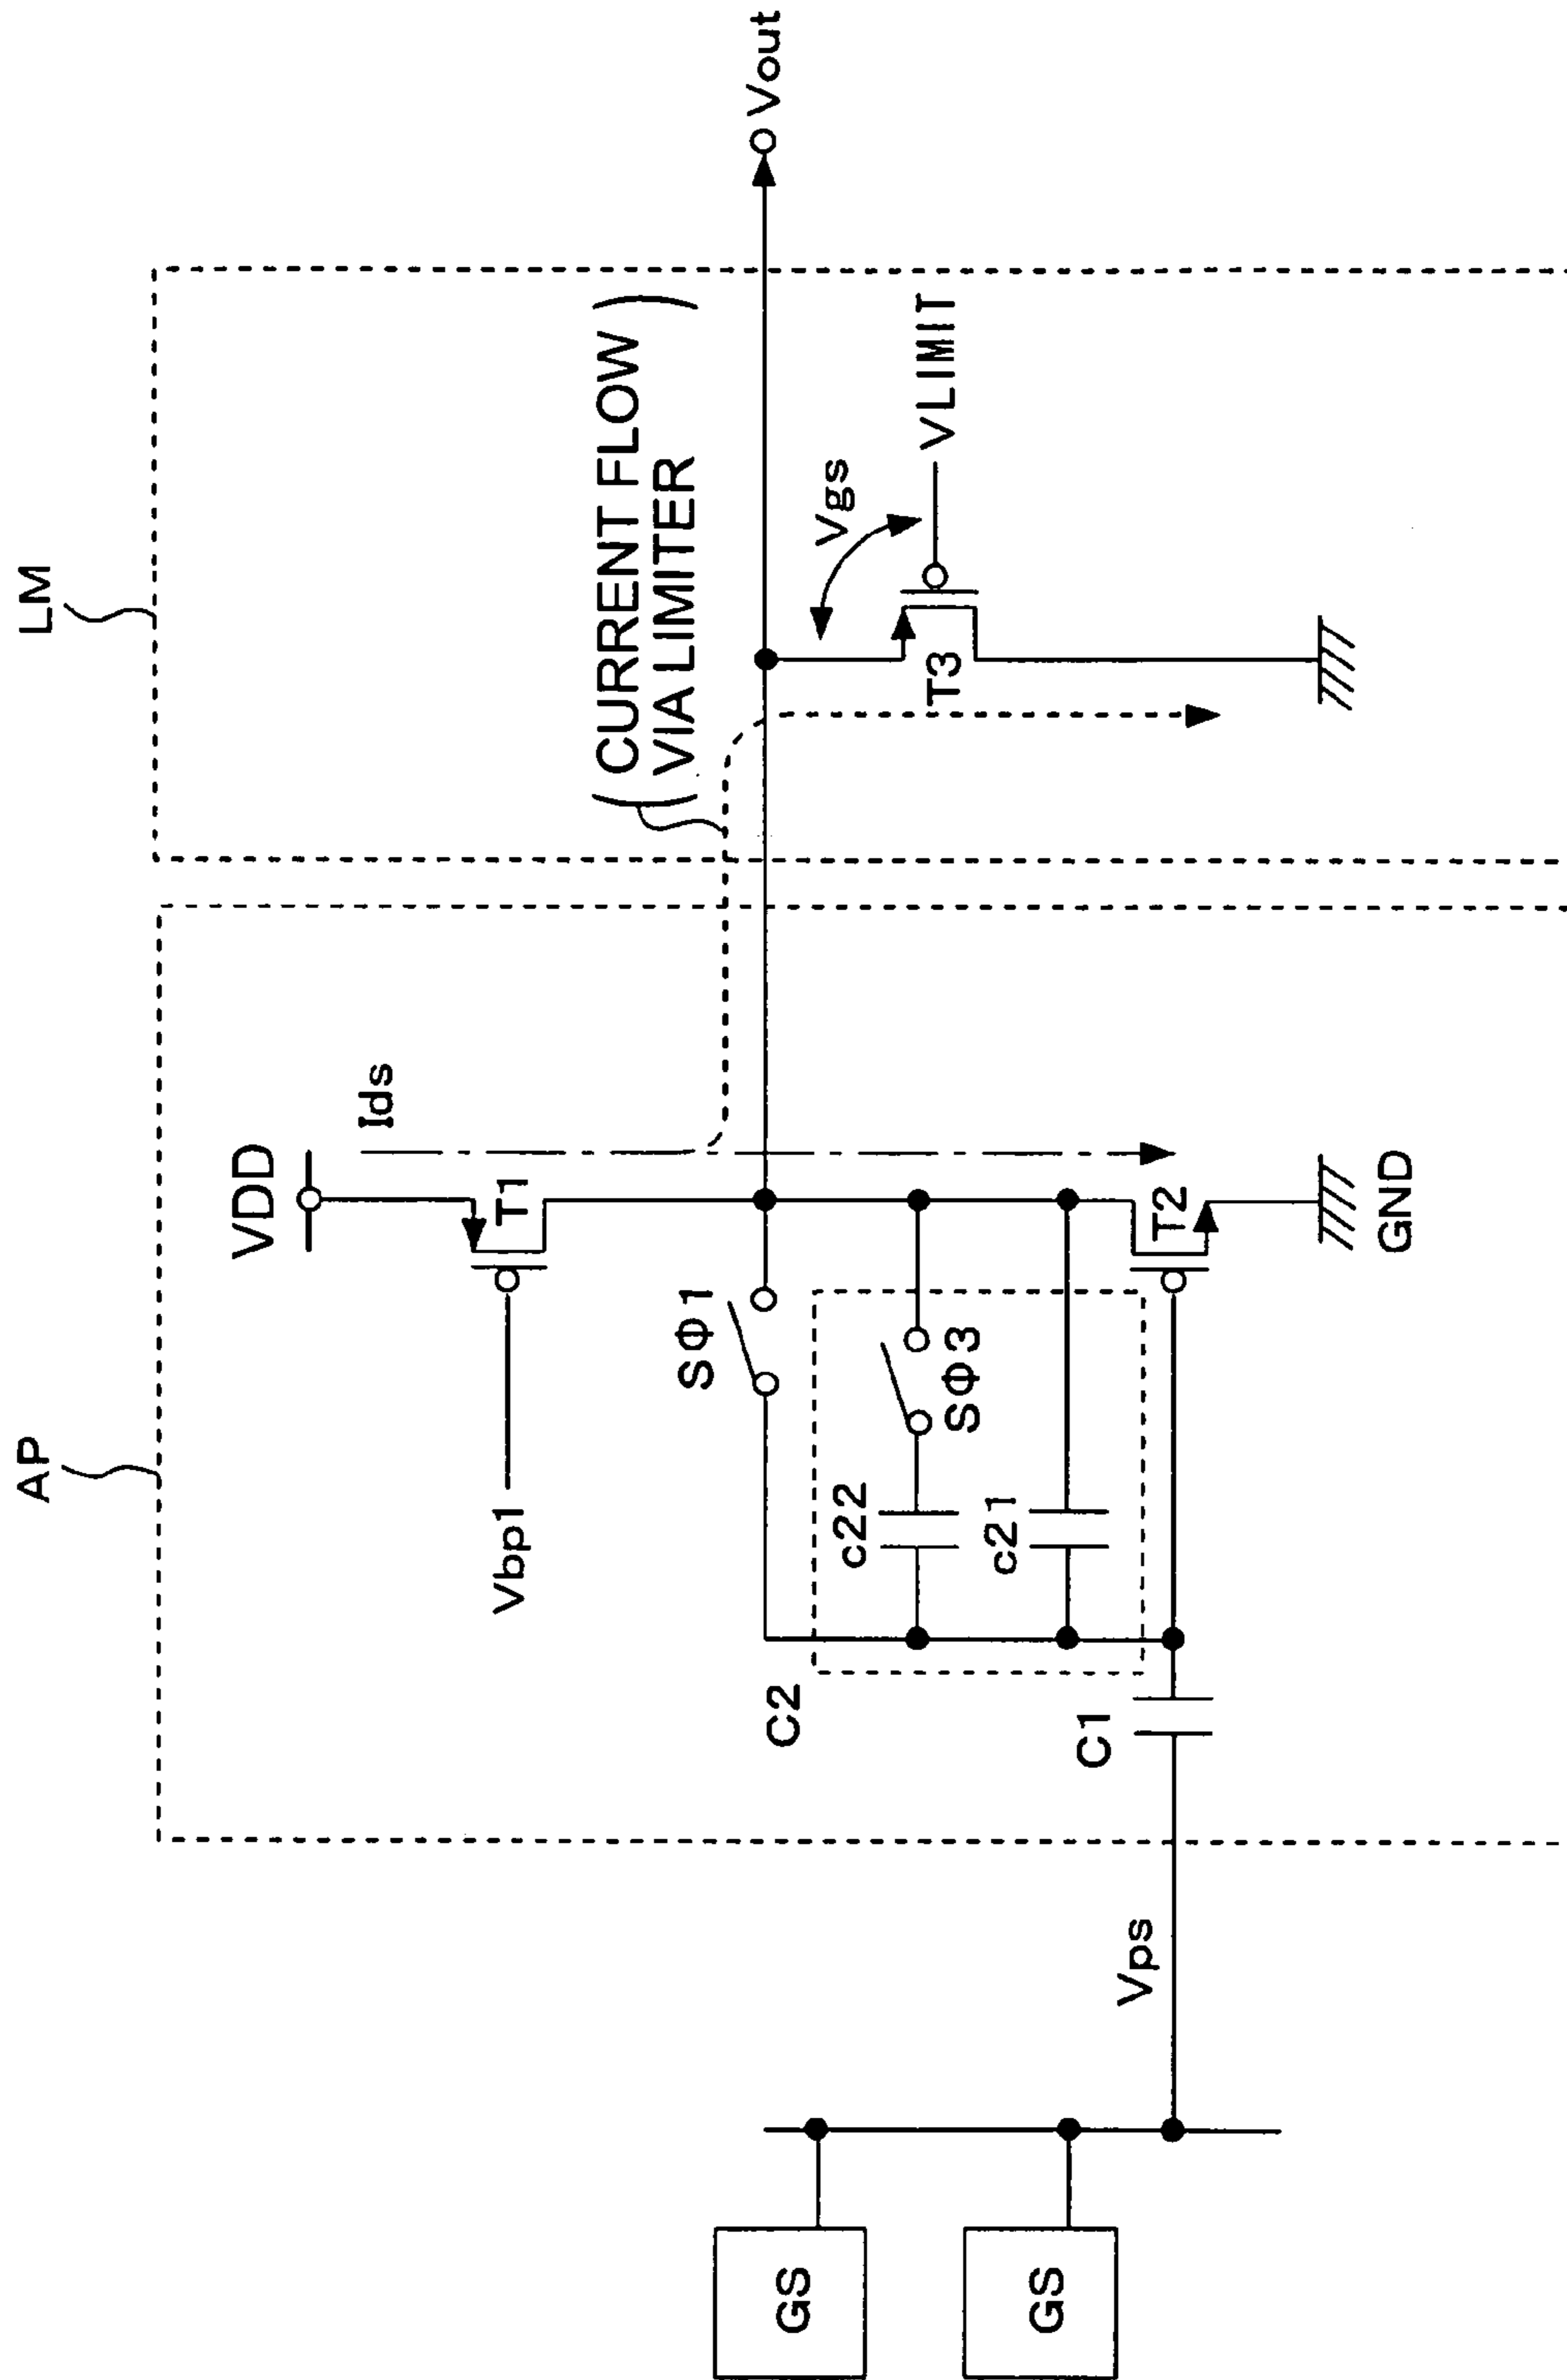 AP
LM
VDD
Ids
(CURRENT FLOW
VIA LIMITER)
Vbp1
T1
SΦ1
Vout
C2
c22
SΦ3
Vgs
VLIMIT
T3
c21
Vps
C1
T2
GND
GS
GS